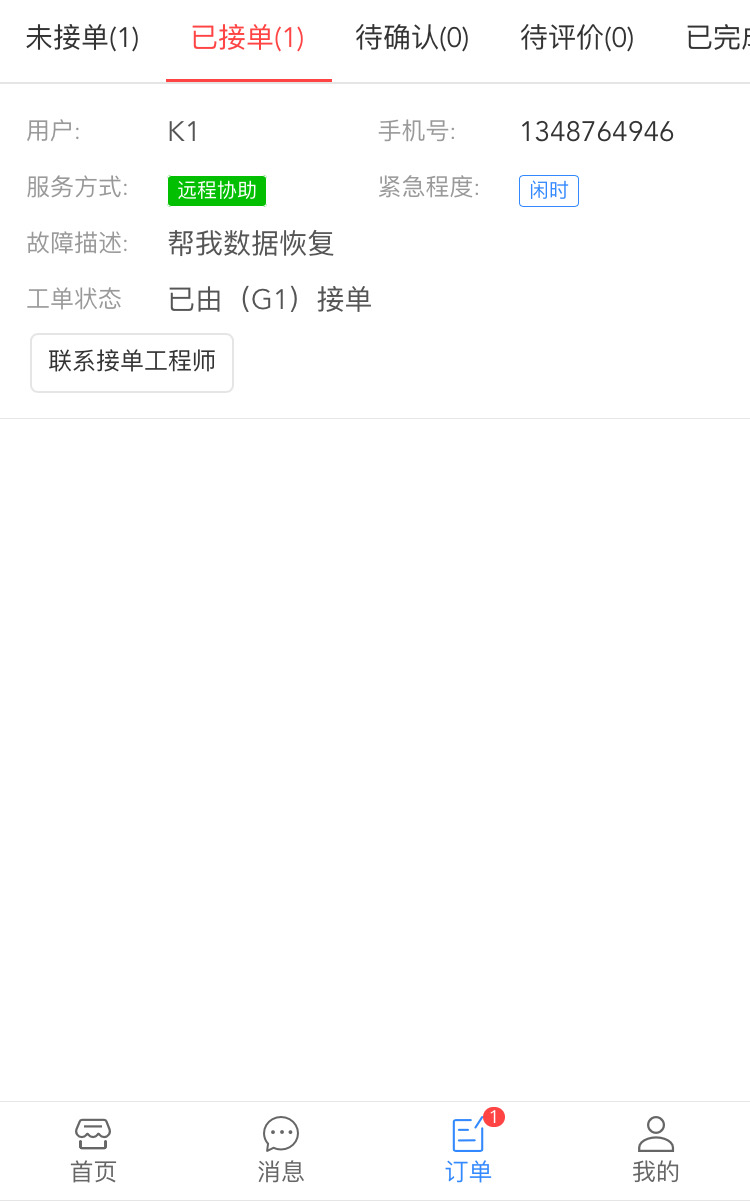 未接单(1) 已接单(1) 待确认(0) 待评价(0) 已完
用户: K1 手机号: 1348764946
服务方式: 远程协助 紧急程度: 闲时
故障描述: 帮我数据恢复
工单状态 已由（G1）接单
联系接单工程师
1
首页 消息 订单 我的